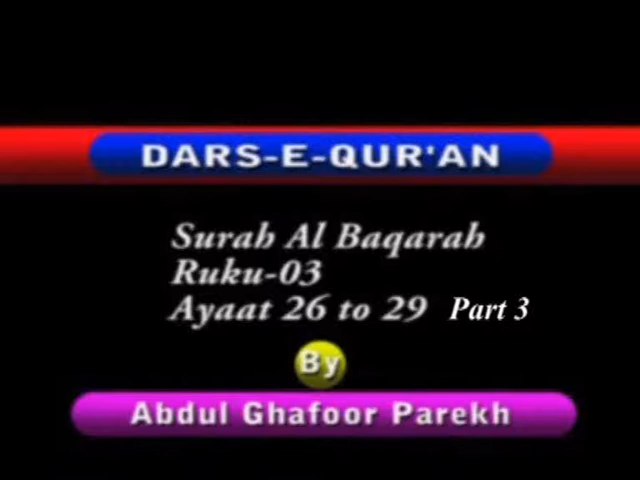 DARS-E-QUR'AN
Surah Al Baqarah
Ruku-03
Ayaat 26 to 29 Part 3
By
Abdul Ghafoor Parekh